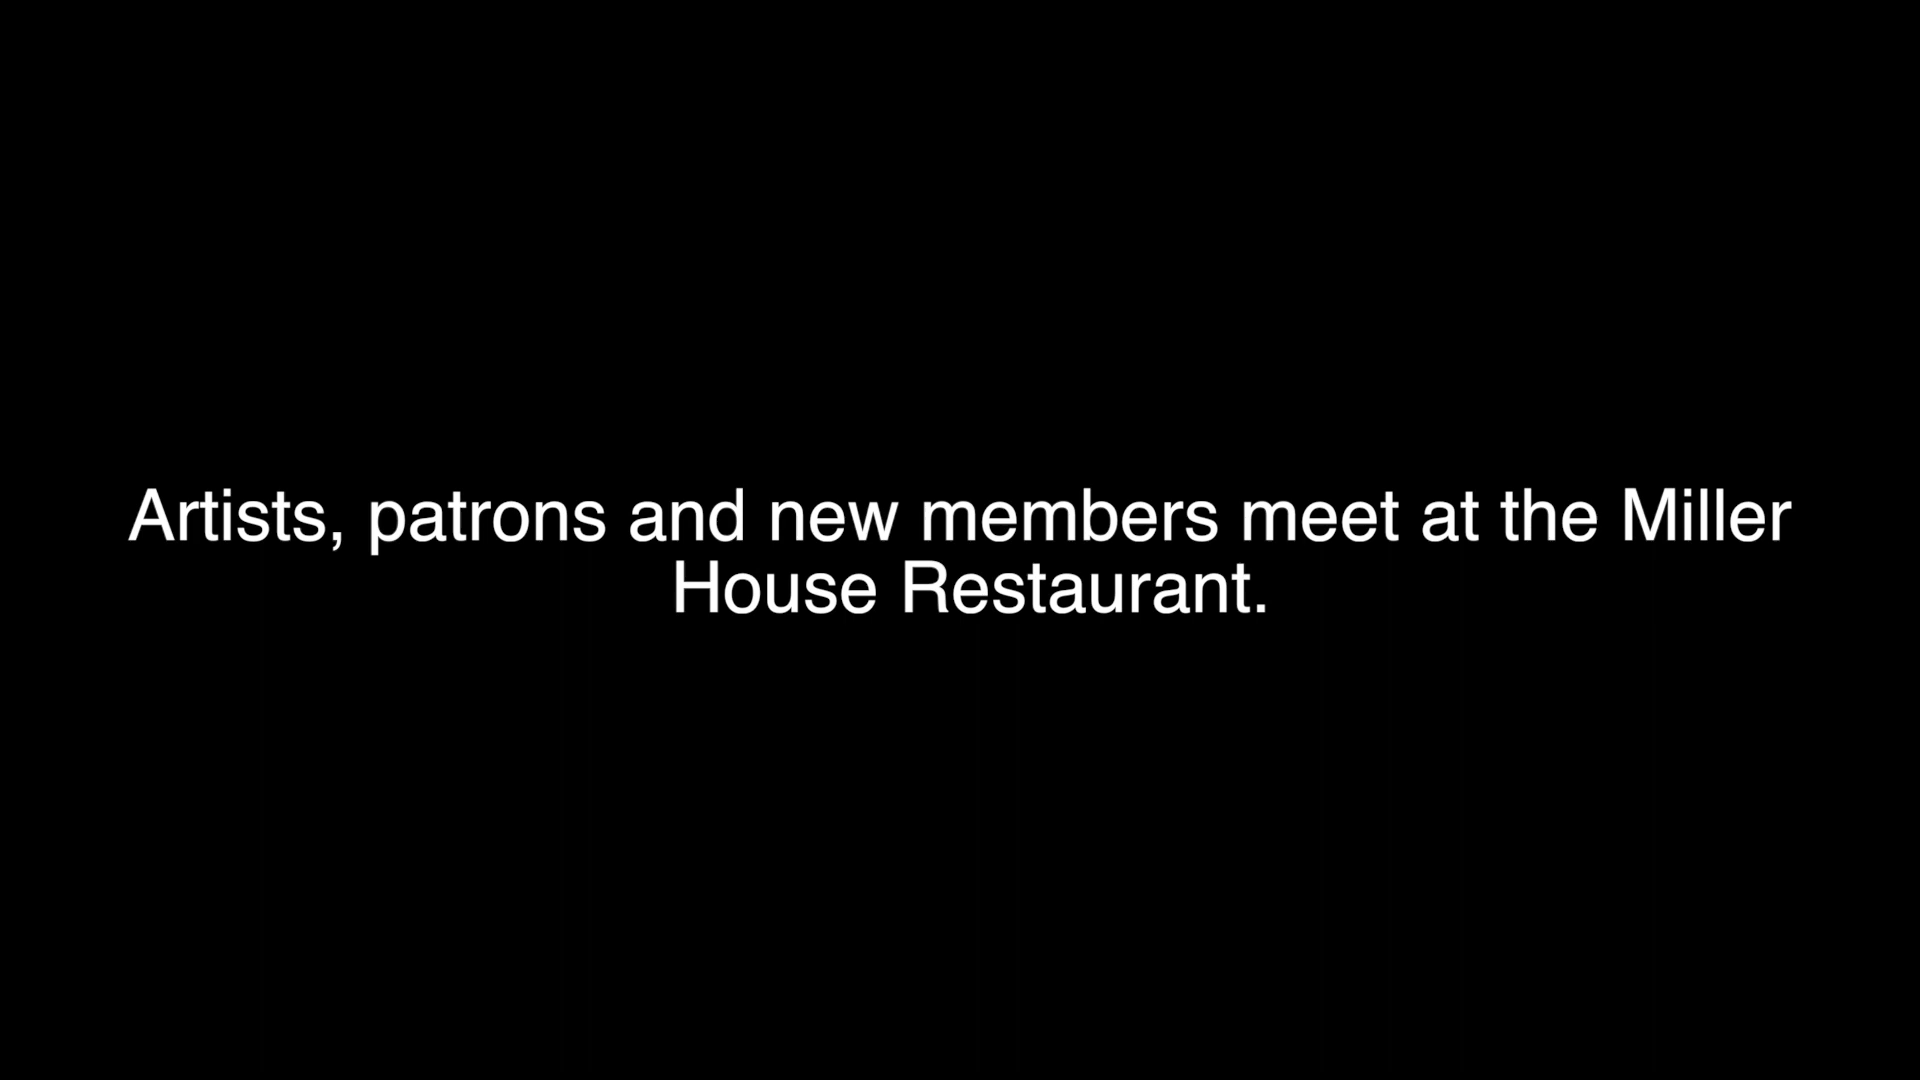 Artists, patrons and new members meet at the Miller
House Restaurant.